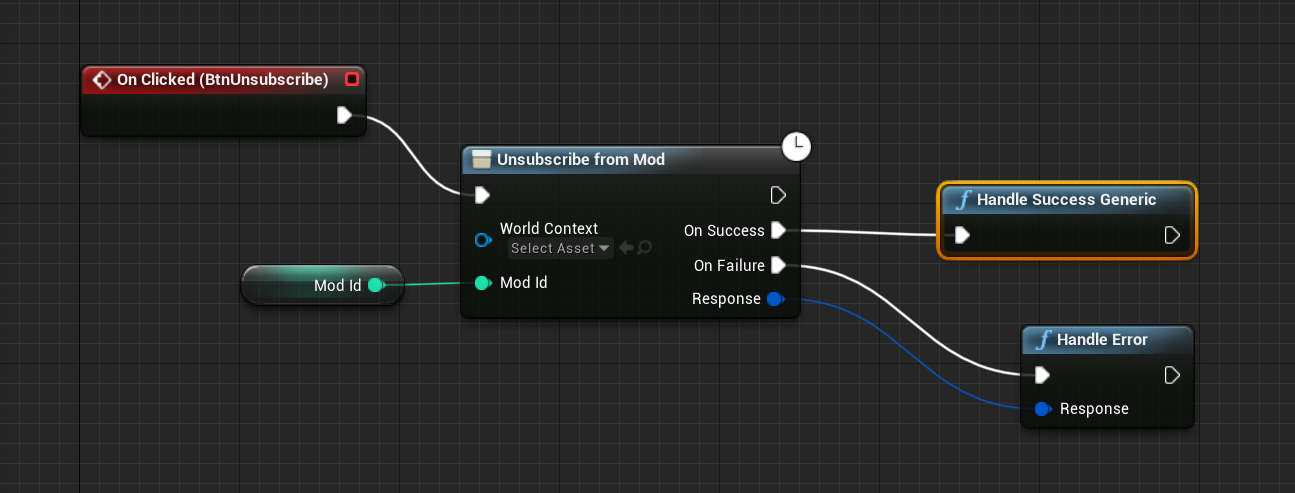 On Clicked (BtnUnsubscribe)
Unsubscribe from Mod
World Context
Select Asset
Mod Id
On Success
On Failure
Response
Mod Id
Handle Success Generic
Handle Error
Response